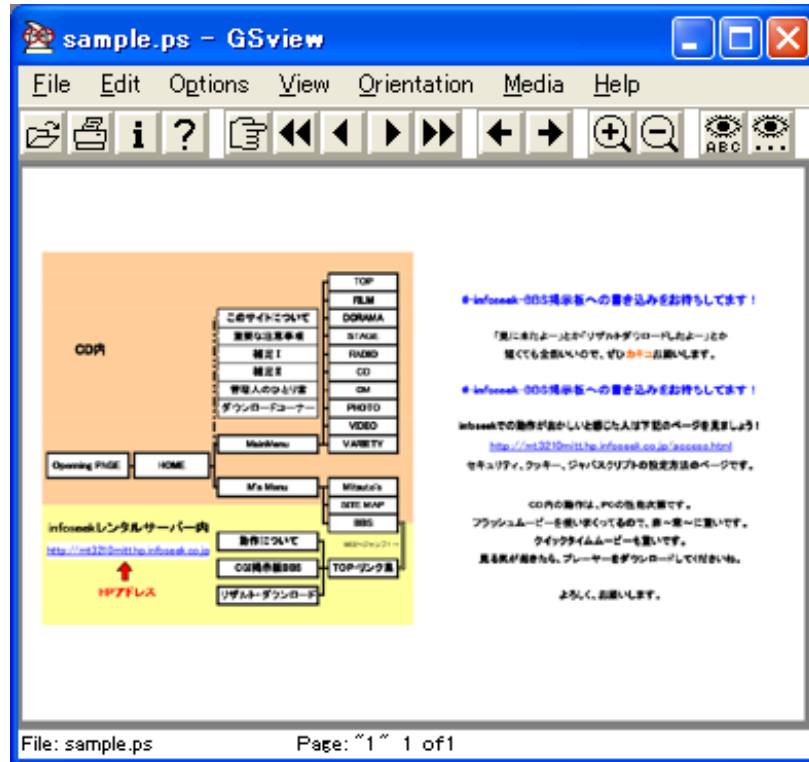 sample.ps - GSview
File Edit Options View Orientation Media Help
ABC
CD内
このサイトについて
重要な注意事項
補足 I
補足 II
管理人のひとり言
ダウンロードコーナー
MainMenu
Opening PAGE
HOME
M's Menu
TOP
FILM
DORAMA
STAGE
RADIO
CD
CM
PHOTO
VIDEO
VARIETY
Mitsuto's
SITE MAP
BBS
infoseekレンタルサーバー内
http://mt3210mitt.hp.infoseek.co.jp
HPアドレス
動作について
CGI掲示板BBS
リザルト・ダウンロード
TOP・リンク集
#-infoseek-BBS掲示板への書き込みをお待ちしてます！
「見に来たよー」とか「リザルトダウロードしたよー」とか
短くても全然いいので、ぜひカキコお願いします。
#-infoseek-BBS掲示板への書き込みをお待ちしてます！
infoseekでの動作がおかしいと感じた人は下記のページを見ましょう！
http://mt3210mitt.hp.infoseek.co.jp/access.html
セキュリティ、クッキー、ジャバスクリプトの設定方法のページです。
CD内の動作は、PCの性能次第です。
フラッシュムービーを使いまくってるので、非～常～に重いです。
クイックタイムムービーも重いです。
見る気が起きたら、プレーヤーをダウンロードしてくださいね。
よろしく、お願いします。
File: sample.ps Page: "1" 1 of1